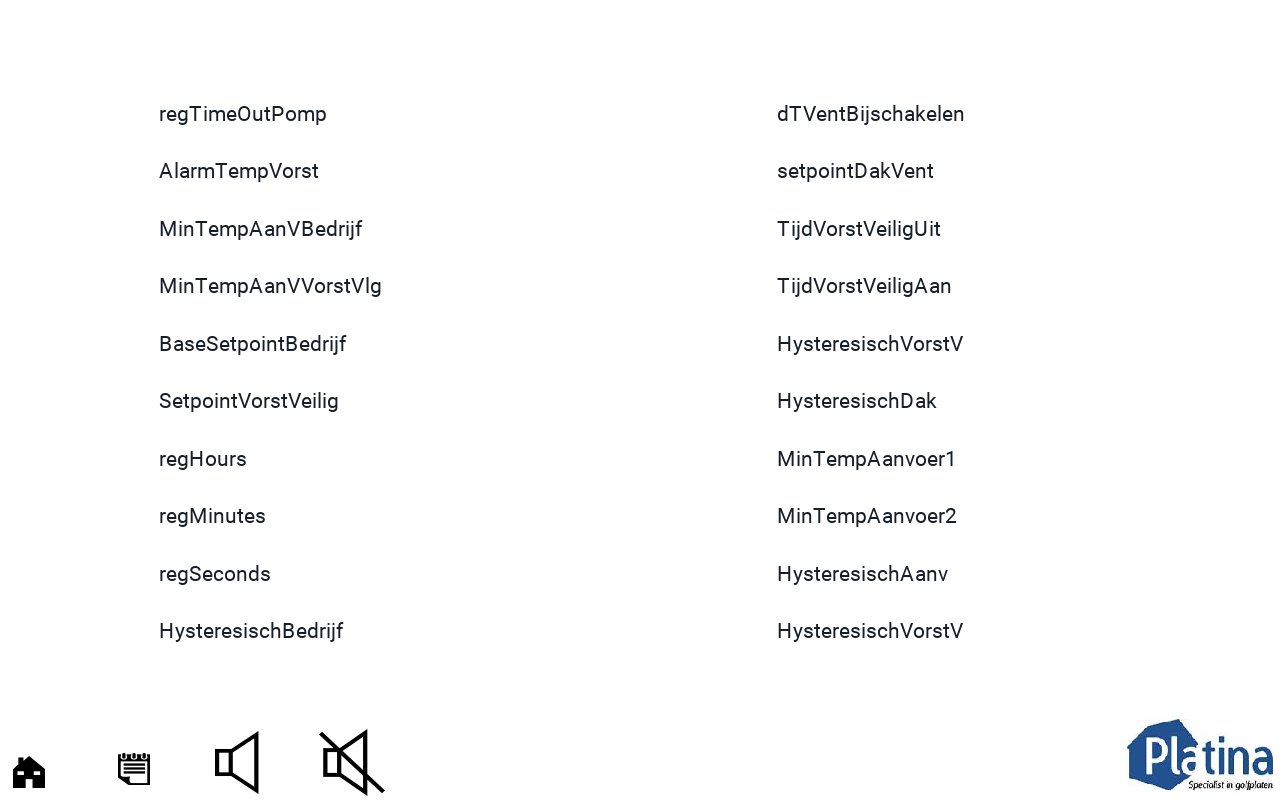 regTimeOutPomp
AlarmTempVorst
MinTempAanVBedrijf
MinTempAanVVorstVlg
BaseSetpointBedrijf
SetpointVorstVeilig
regHours
regMinutes
regSeconds
HysteresischBedrijf
dTVentBijschakelen
setpointDakVent
TijdVorstVeiligUit
TijdVorstVeiligAan
HysteresischVorstV
HysteresischDak
MinTempAanvoer1
MinTempAanvoer2
HysteresischAanv
HysteresischVorstV
Platina
Specialist in golfplaten